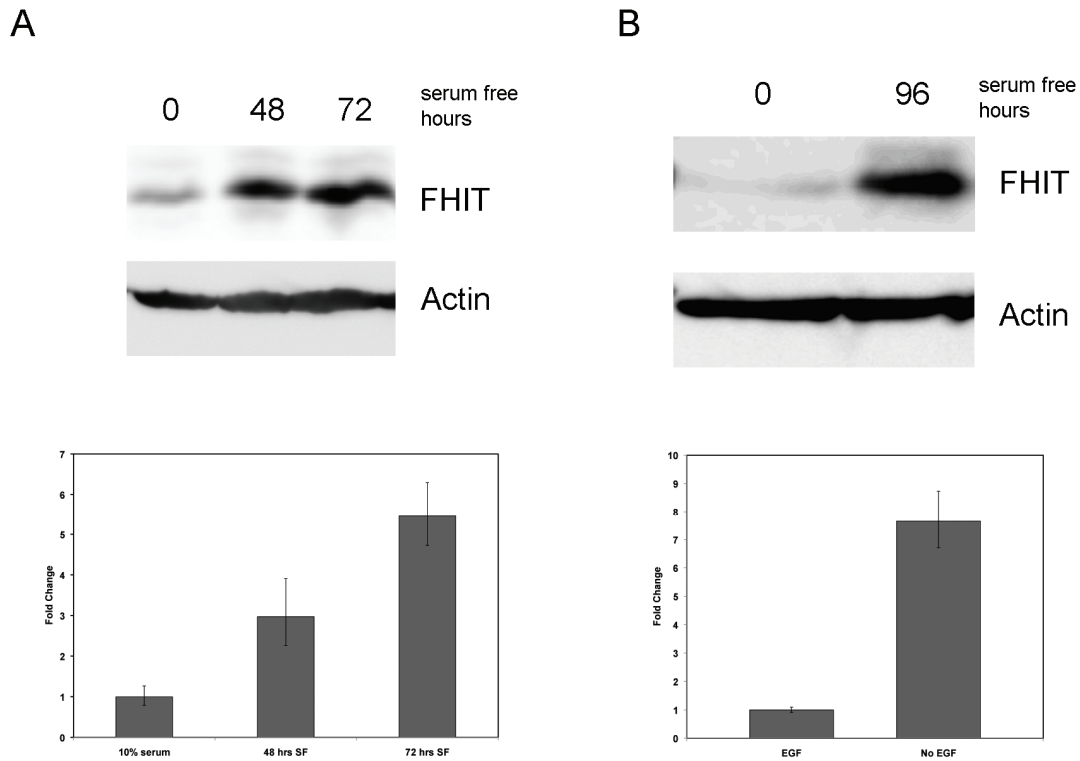 A
0 48 72 serum free
hours
FHIT
Actin
7
6
5
4
3
2
1
0
Fold Change
10% serum 48 hrs SF 72 hrs SF
B
0 96 serum free
hours
FHIT
Actin
10
9
8
7
6
5
4
3
2
1
0
Fold Change
EGF No EGF